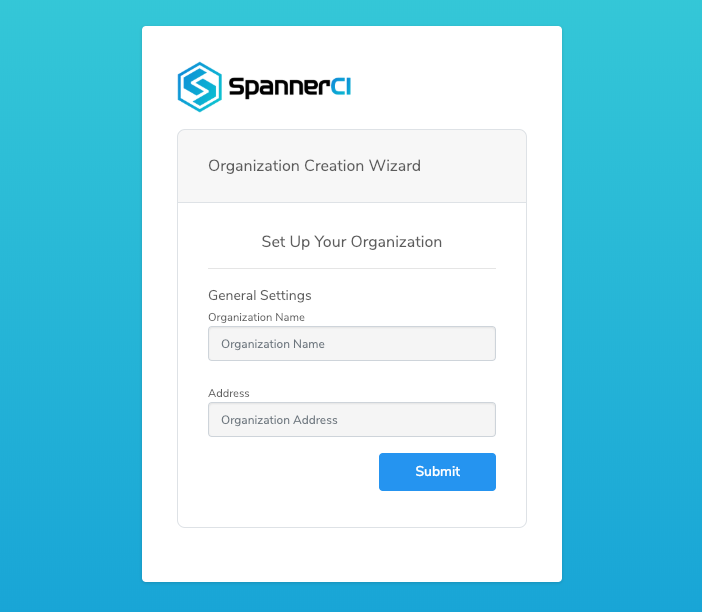 SpannerCI
Organization Creation Wizard
Set Up Your Organization
General Settings
Organization Name
Organization Name
Address
Organization Address
Submit